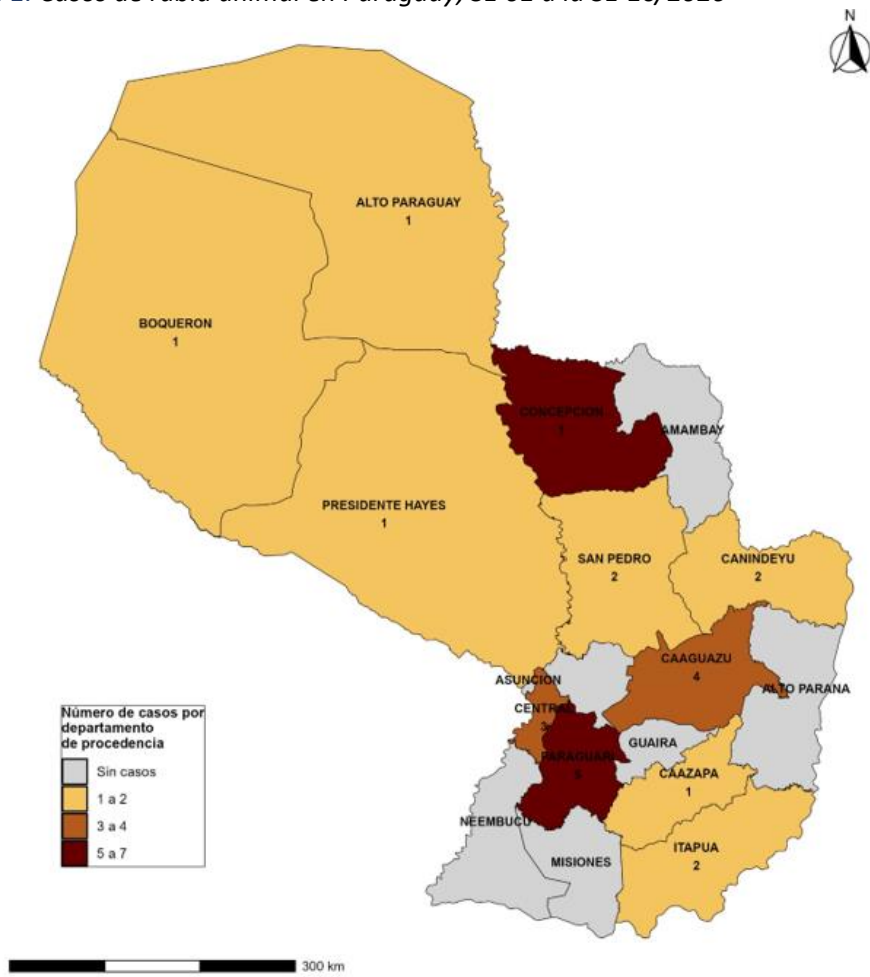 Casos de rabia animal en Paraguay, SE 01 a la SE
N
ALTO PARAGUAY
1
BOQUERON
1
CONCEPCION
AMAMBAY
PRESIDENTE HAYES
1
SAN PEDRO
2
CANINDEYU
2
CAAGUAZU
4
ASUNCION
ALTO PARANA
CENTRAL
3
GUAIRA
PARAGUARI
CAAZAPA
1
NEEMBUCU
ITAPUA
2
MISIONES
Número de casos por
departamento
de procedencia
Sin casos
1 a 2
3 a 4
5 a 7
300 km